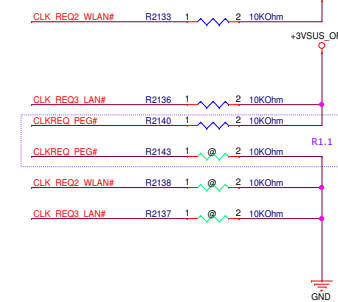 CLK_REQ2_WLAN# R2133 1 2 10KOhm
+3VSUS_OR
CLK_REQ3_LAN# R2136 1 2 10KOhm
CLKREQ_PEG# R2140 1 2 10KOhm
R1.1
CLKREQ_PEG# R2143 1 @ 2 10KOhm
CLK_REQ2_WLAN# R2138 1 @ 2 10KOhm
CLK_REQ3_LAN# R2137 1 @ 2 10KOhm
GND